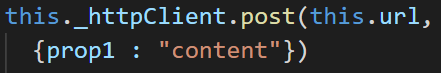 this._httpClient.post(this.url,
{prop1 : "content"})